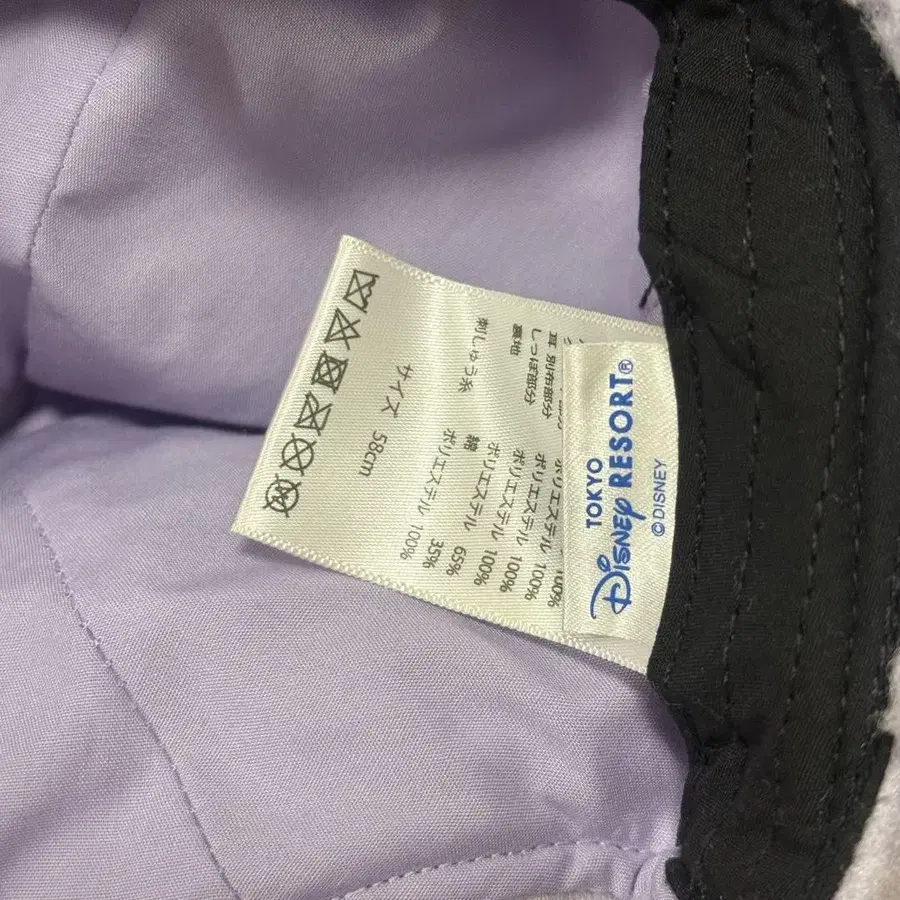 TOKYO
Disney RESORT®
©DISNEY
100%
耳 別布部分 ポリエステル 100%
しっぽ部分 ポリエステル 100%
裏地 ポリエステル 65%
綿 35%
刺しゅう糸 ポリエステル 100%
サイズ 58cm